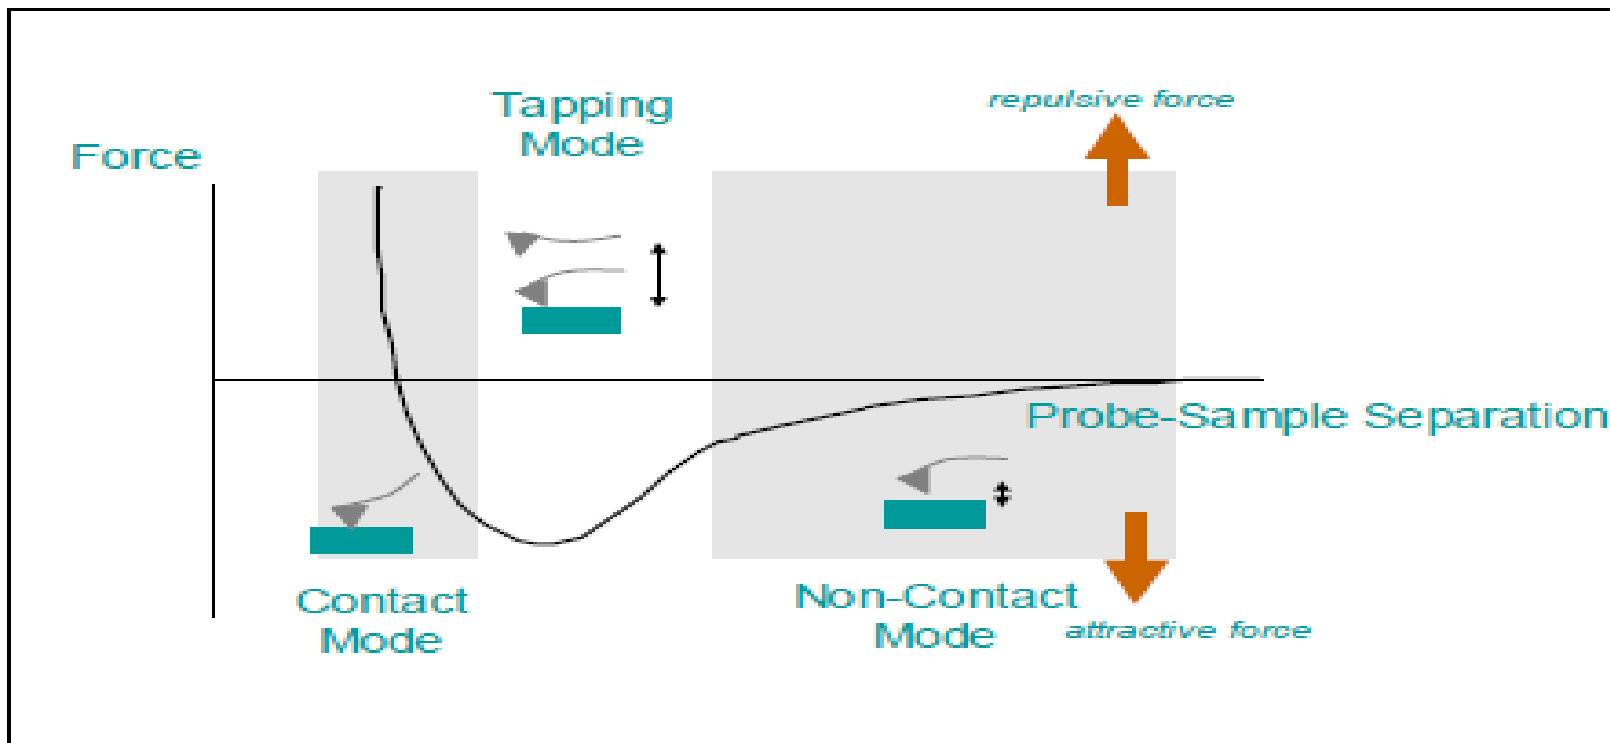 Tapping
Mode
repulsive force
Force
Probe-Sample Separation
Contact
Mode
Non-Contact
Mode
attractive force